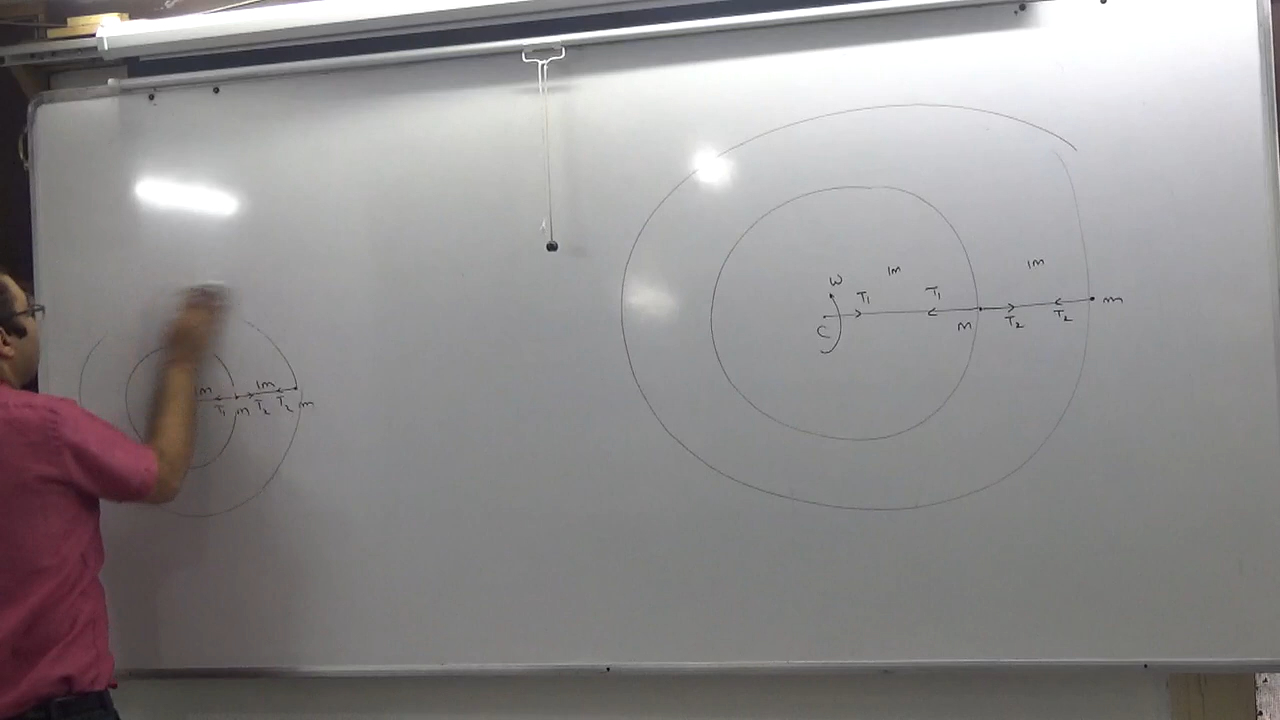 1m 1m
T₁ m T₂ T₂ m
ω 1m 1m
T₁ T₁
C m T₂ T₂ m